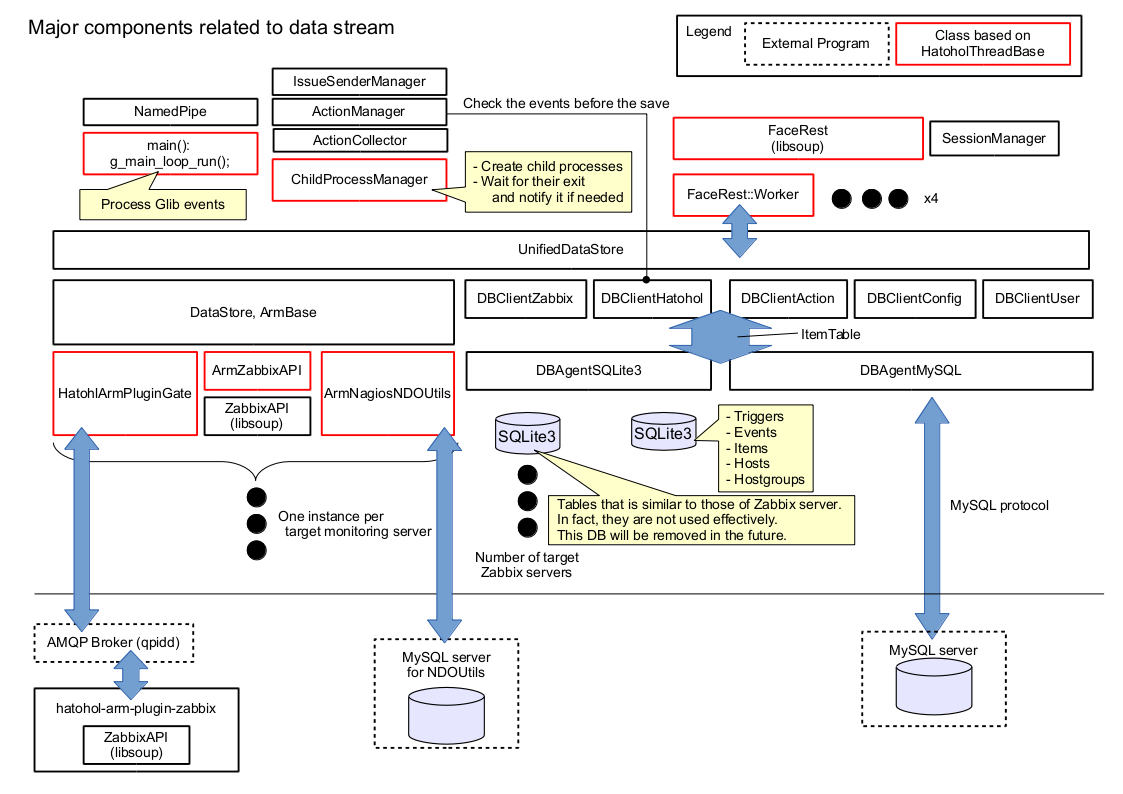 Major components related to data stream
Legend
External Program
Class based on
HatoholThreadBase
IssueSenderManager
NamedPipe
ActionManager
Check the events before the save
main():
g_main_loop_run();
ActionCollector
FaceRest
(libsoup)
SessionManager
ChildProcessManager
- Create child processes
- Wait for their exit
and notify it if needed
Process Glib events
FaceRest::Worker
x4
UnifiedDataStore
DataStore, ArmBase
DBClientZabbix
DBClientHatohol
DBClientAction
DBClientConfig
DBClientUser
ItemTable
HatohlArmPluginGate
ArmZabbixAPI
ZabbixAPI
(libsoup)
ArmNagiosNDOUtils
DBAgentSQLite3
DBAgentMySQL
SQLite3
SQLite3
- Triggers
- Events
- Items
- Hosts
- Hostgroups
One instance per
target monitoring server
Tables that is similar to those of Zabbix server.
In fact, they are not used effectively.
This DB will be removed in the future.
MySQL protocol
Number of target
Zabbix servers
AMQP Broker (qpidd)
MySQL server
for NDOUtils
MySQL server
hatohol-arm-plugin-zabbix
ZabbixAPI
(libsoup)